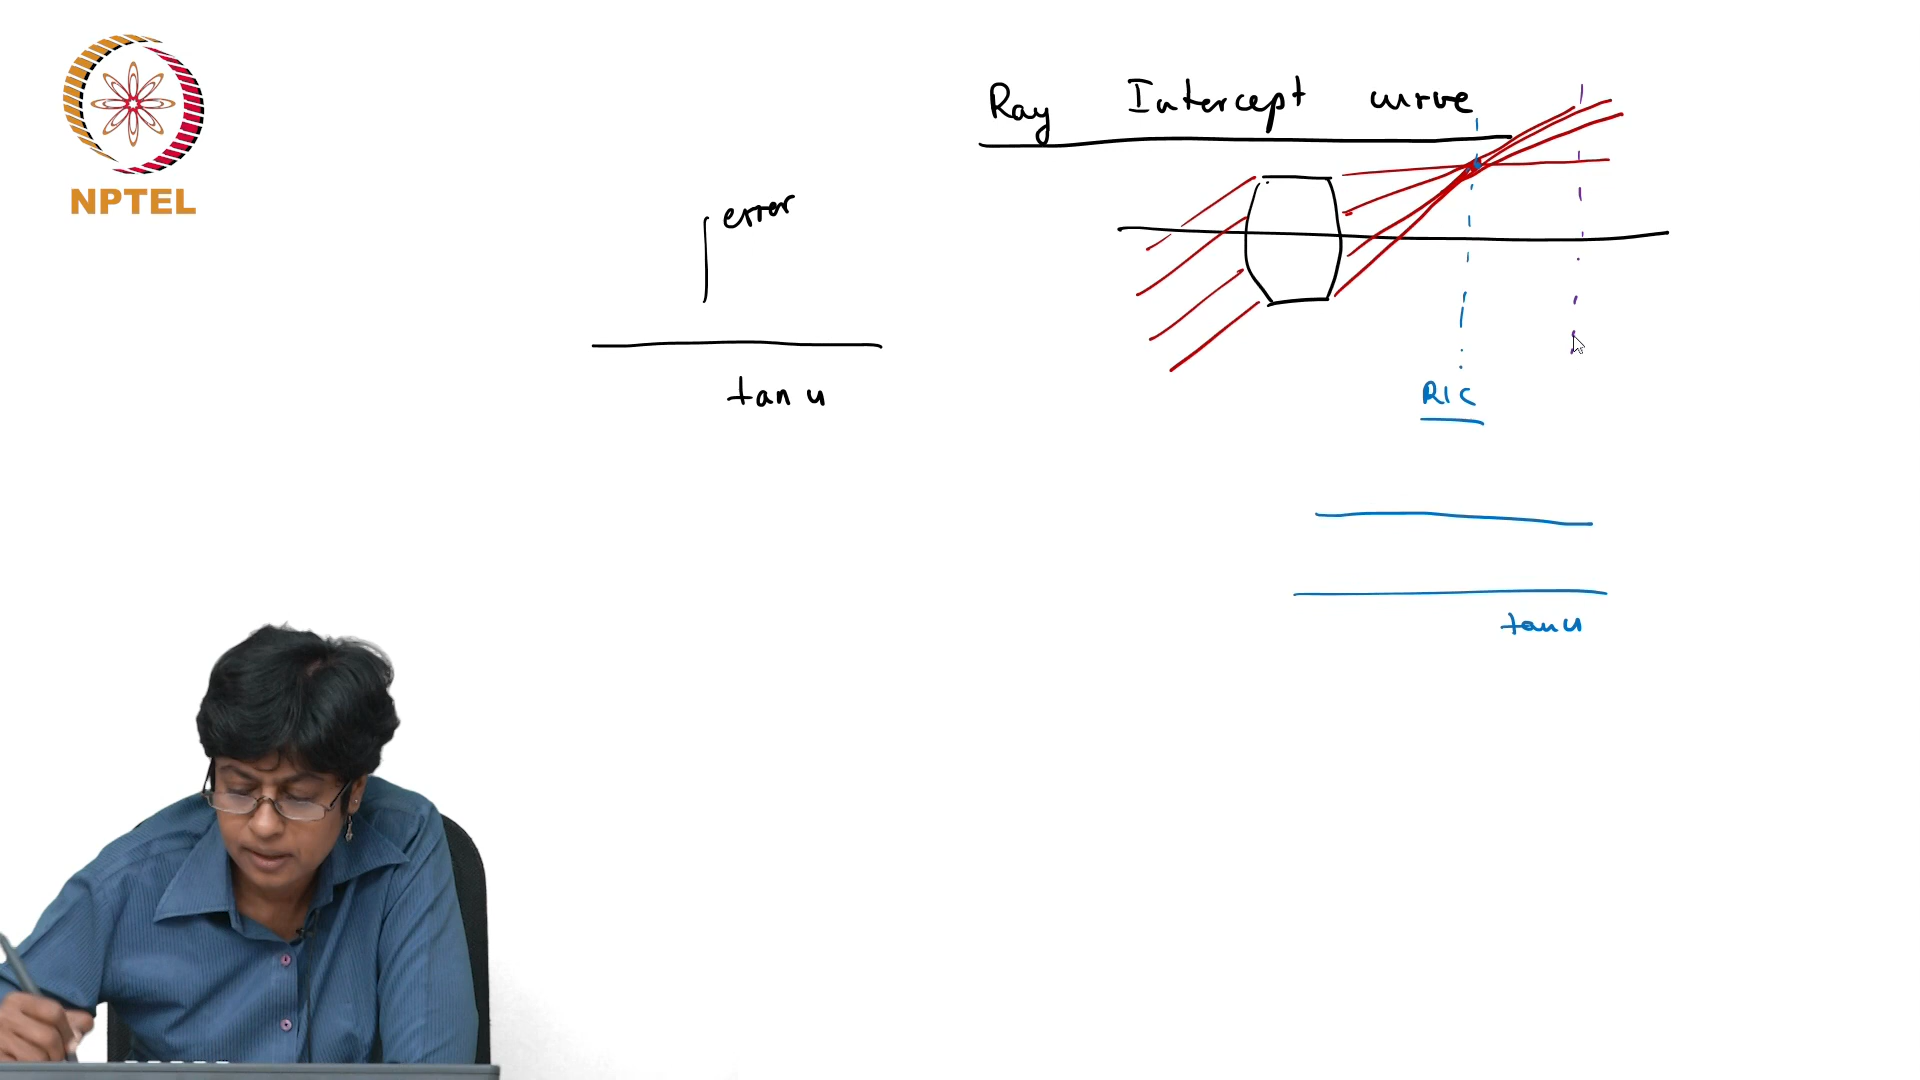 NPTEL
Ray Intercept curve
error
tan u
RIC
tan u